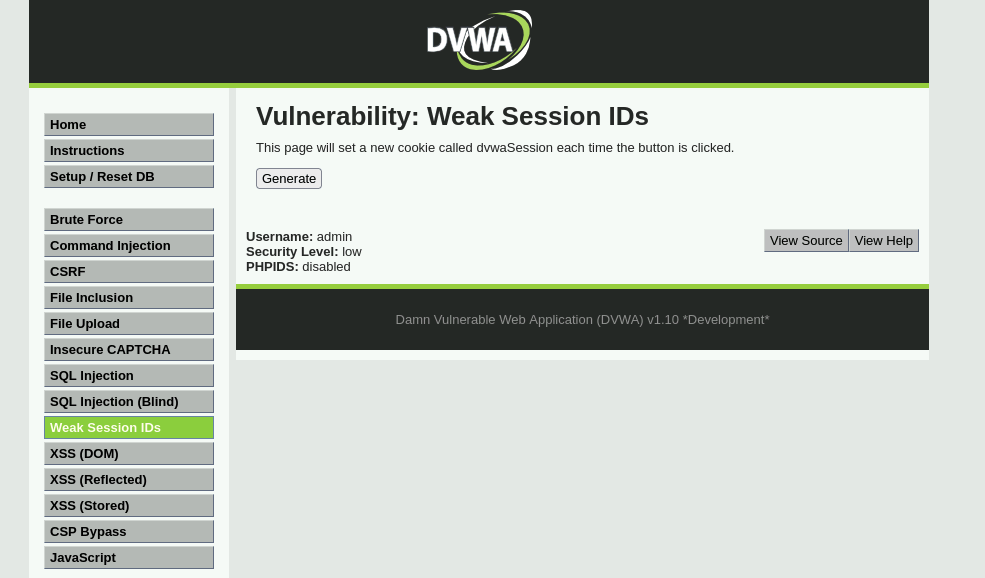 DVWA
Home
Instructions
Setup / Reset DB
Brute Force
Command Injection
CSRF
File Inclusion
File Upload
Insecure CAPTCHA
SQL Injection
SQL Injection (Blind)
Weak Session IDs
XSS (DOM)
XSS (Reflected)
XSS (Stored)
CSP Bypass
JavaScript
Vulnerability: Weak Session IDs
This page will set a new cookie called dvwaSession each time the button is clicked.
Generate
Username: admin
Security Level: low
PHPIDS: disabled
View Source View Help
Damn Vulnerable Web Application (DVWA) v1.10 *Development*